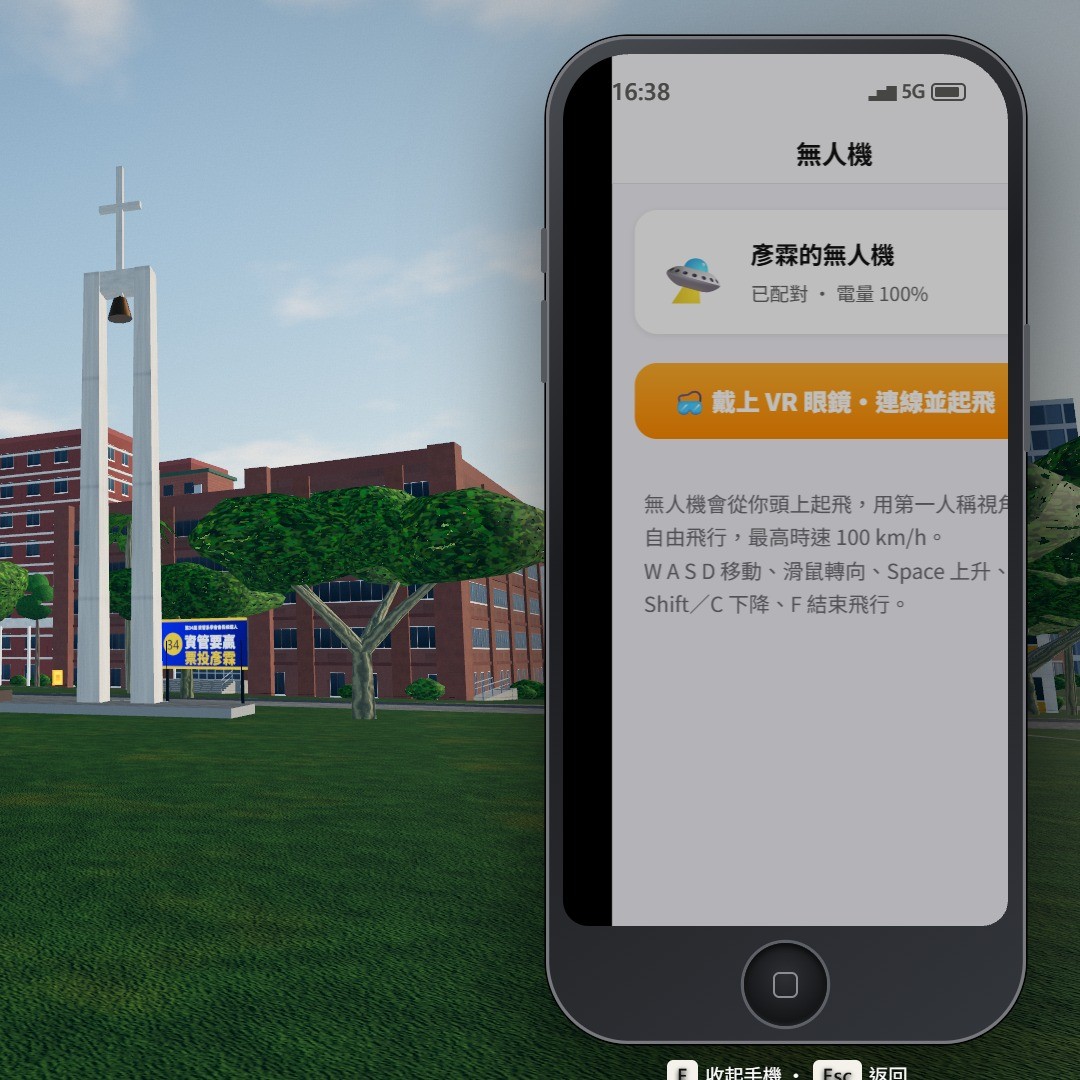 16:38
5G
無人機
彥霖的無人機
已配對・電量 100%
戴上 VR 眼鏡・連線並起飛
無人機會從你頭上起飛，用第一人稱視角
自由飛行，最高時速 100 km/h。
W A S D 移動、滑鼠轉向、Space 上升、
Shift／C 下降、F 結束飛行。
34
資管要贏
票投彥霖
收起手機・Esc 返回